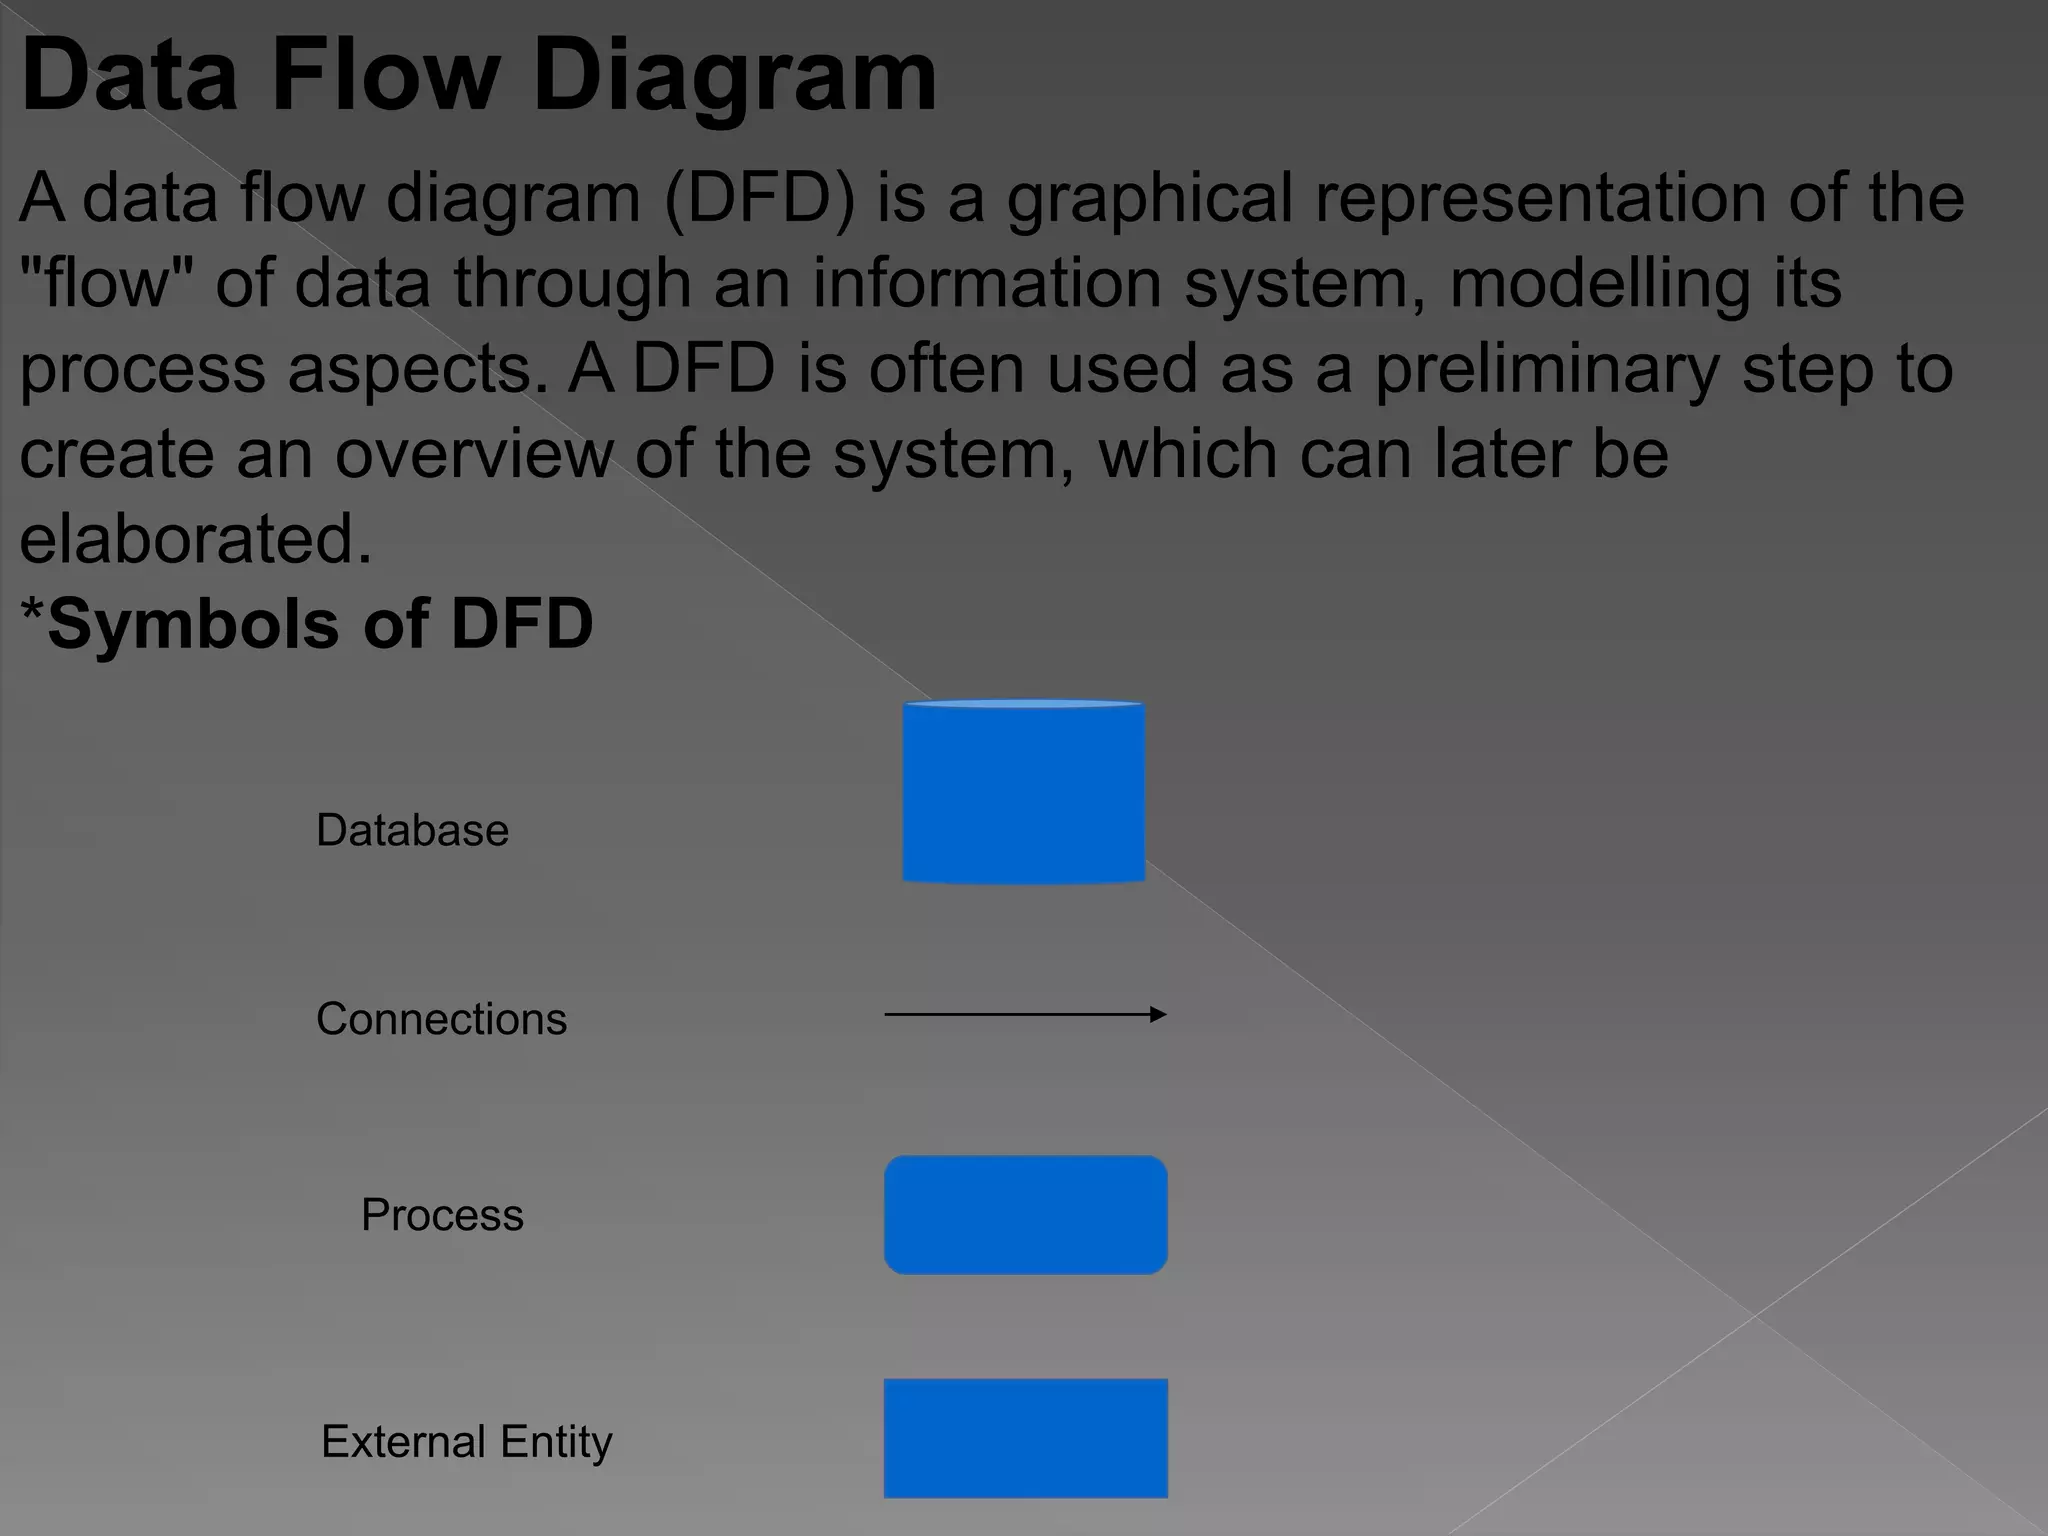 Data Flow Diagram
A data flow diagram (DFD) is a graphical representation of the
"flow" of data through an information system, modelling its
process aspects. A DFD is often used as a preliminary step to
create an overview of the system, which can later be
elaborated.
*Symbols of DFD
Database
Connections
Process
External Entity